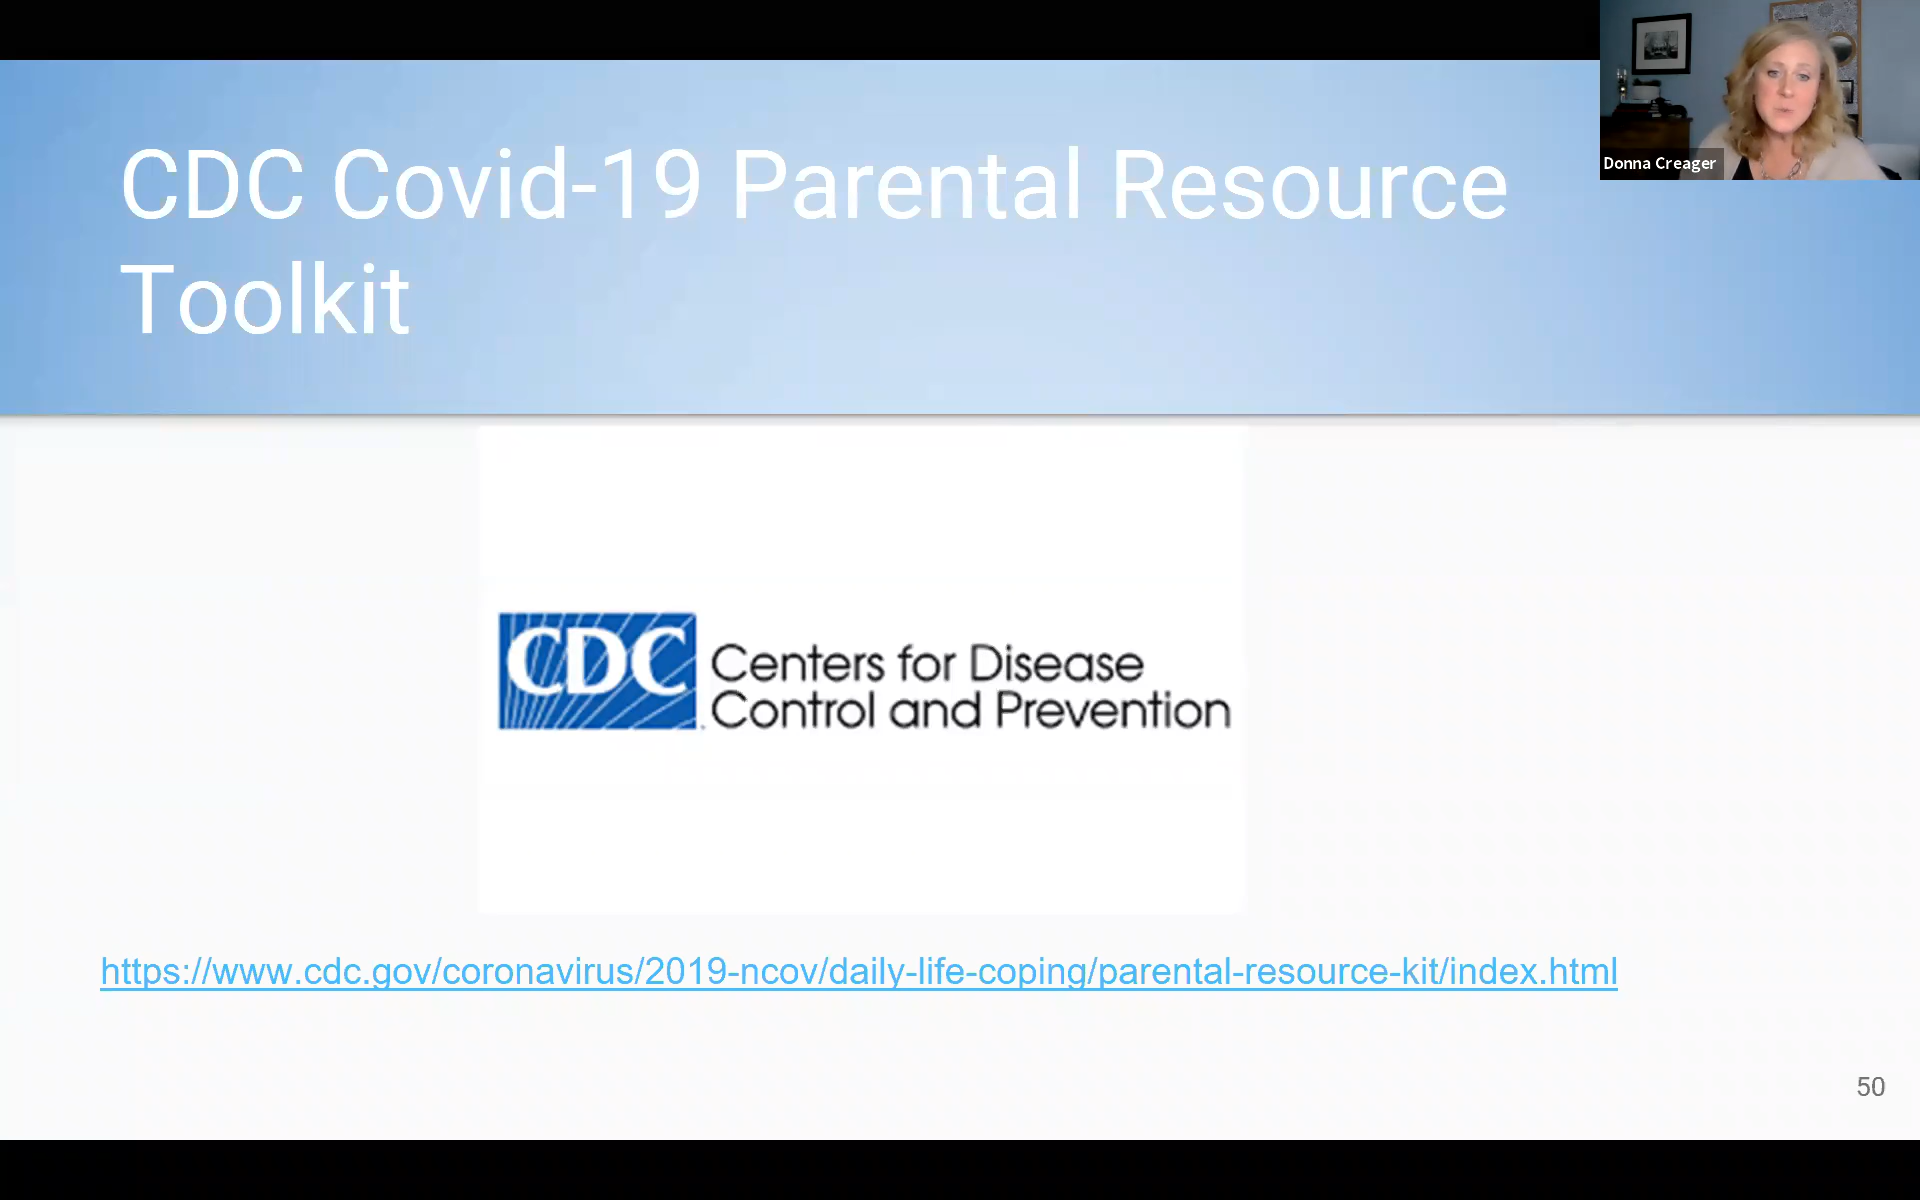 CDC Covid-19 Parental Resource
Toolkit
Donna Creager
CDC
Centers for Disease
Control and Prevention
https://www.cdc.gov/coronavirus/2019-ncov/daily-life-coping/parental-resource-kit/index.html
50